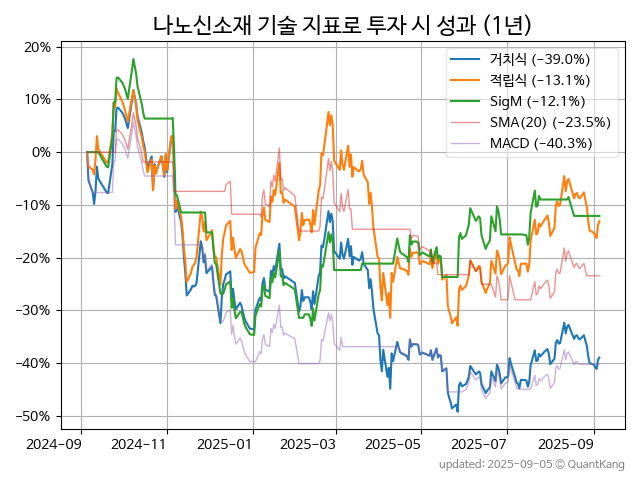 나노신소재 기술 지표로 투자 시 성과 (1년)
거치식 (−39.0%)
적립식 (−13.1%)
SigM (−12.1%)
SMA(20) (−23.5%)
MACD (−40.3%)
20%
10%
0%
−10%
−20%
−30%
−40%
−50%
2024-09 2024-11 2025-01 2025-03 2025-05 2025-07 2025-09
updated: 2025-09-05 © QuantKang